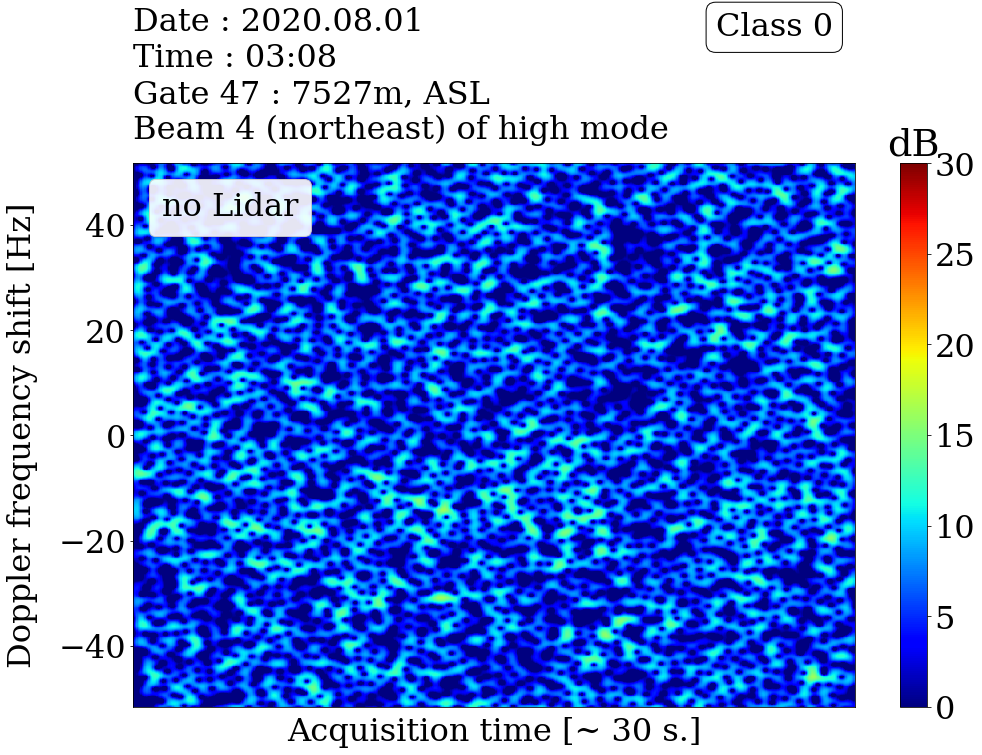 Date : 2020.08.01
Time : 03:08
Gate 47 : 7527m, ASL
Beam 4 (northeast) of high mode
Class 0
dB
no Lidar
Doppler frequency shift [Hz]
40
20
0
−20
−40
Acquisition time [~ 30 s.]
30
25
20
15
10
5
0